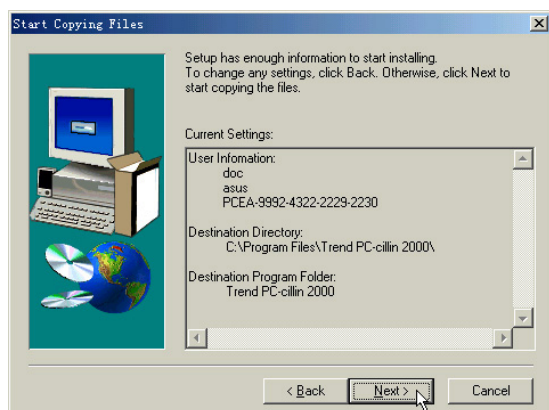 Start Copying Files
Setup has enough information to start installing.
To change any settings, click Back. Otherwise, click Next to
start copying the files.
Current Settings:
User Infomation:
doc
asus
PCEA-9992-4322-2229-2230
Destination Directory:
C:\Program Files\Trend PC-cillin 2000\
Destination Program Folder:
Trend PC-cillin 2000
< Back
Next >
Cancel